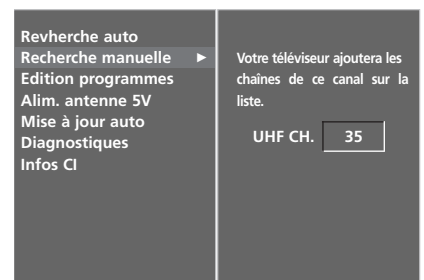 Revherche auto
Recherche manuelle ►
Edition programmes
Alim. antenne 5V
Mise à jour auto
Diagnostiques
Infos CI
Votre téléviseur ajoutera les
chaînes de ce canal sur la
liste.
UHF CH. 35